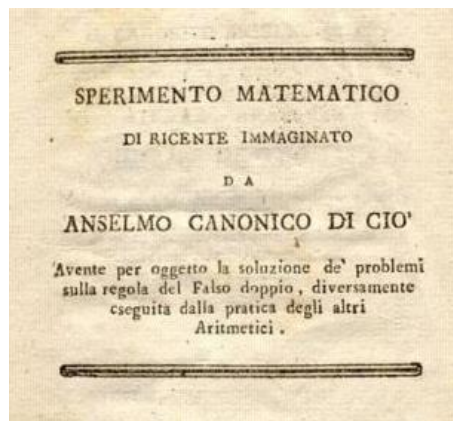 SPERIMENTO MATEMATICO
DI RICENTE IMMAGINATO
DA
ANSELMO CANONICO DI CIO'
Avente per oggetto la soluzione de' problemi
sulla regola del Falso doppio, diversamente
eseguita dalla pratica degli altri
Aritmetici.